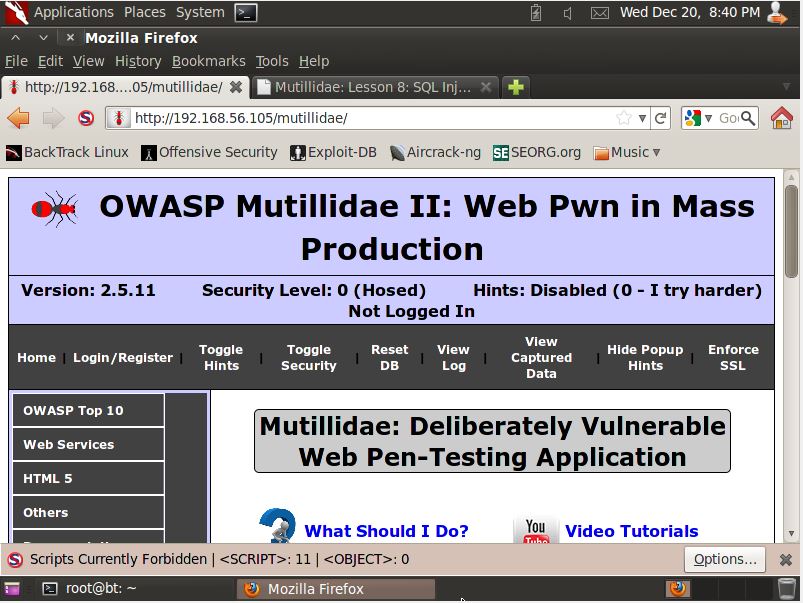 Applications Places System
Wed Dec 20, 8:40 PM
Mozilla Firefox
File Edit View History Bookmarks Tools Help
http://192.168....05/mutillidae/
Mutillidae: Lesson 8: SQL Inj...
http://192.168.56.105/mutillidae/
BackTrack Linux Offensive Security Exploit-DB Aircrack-ng SEORG.org Music
OWASP Mutillidae II: Web Pwn in Mass
Production
Version: 2.5.11 Security Level: 0 (Hosed) Hints: Disabled (0 - I try harder)
Not Logged In
Home | Login/Register | Toggle Hints | Toggle Security | Reset DB | View Log | View Captured Data | Hide Popup Hints | Enforce SSL
OWASP Top 10
Web Services
HTML 5
Others
Mutillidae: Deliberately Vulnerable
Web Pen-Testing Application
What Should I Do?
You Tube Video Tutorials
Scripts Currently Forbidden | <SCRIPT>: 11 | <OBJECT>: 0
Options...
root@bt: ~
Mozilla Firefox